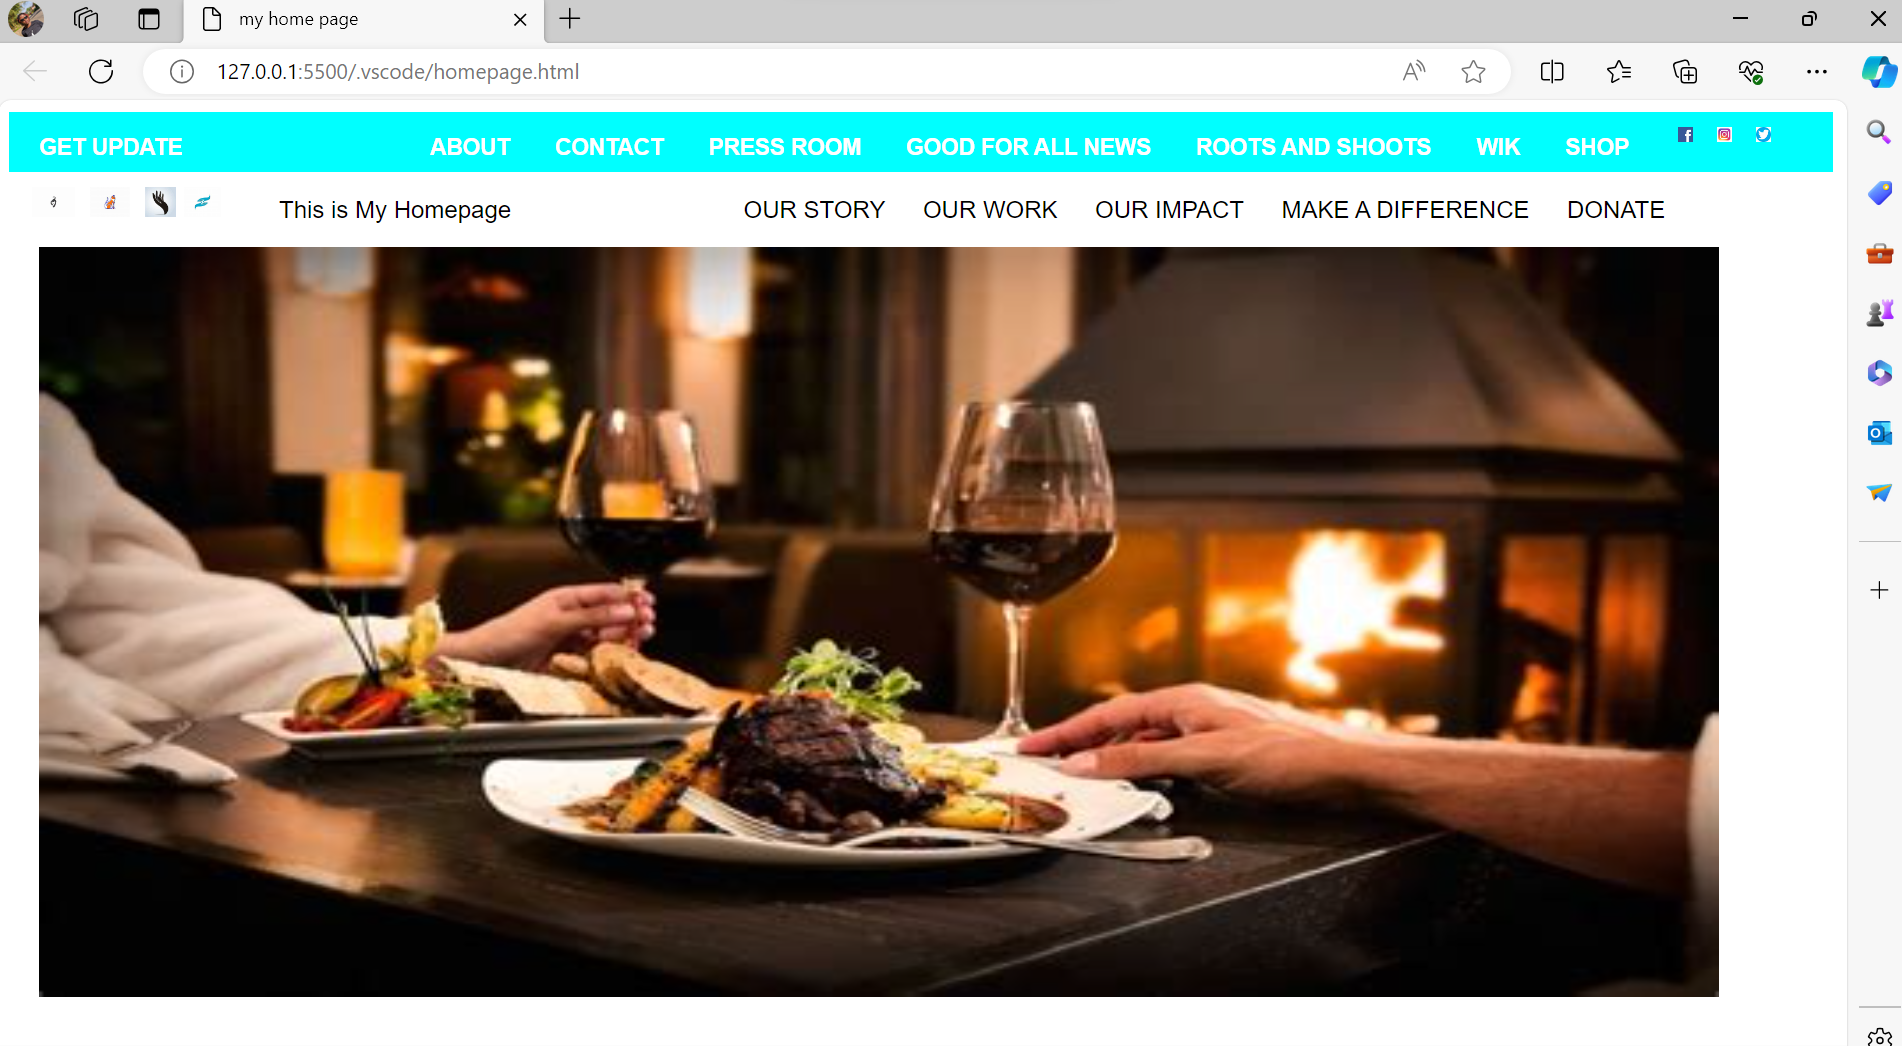 my home page
127.0.0.1:5500/.vscode/homepage.html
GET UPDATE ABOUT CONTACT PRESS ROOM GOOD FOR ALL NEWS ROOTS AND SHOOTS WIK SHOP
This is My Homepage OUR STORY OUR WORK OUR IMPACT MAKE A DIFFERENCE DONATE